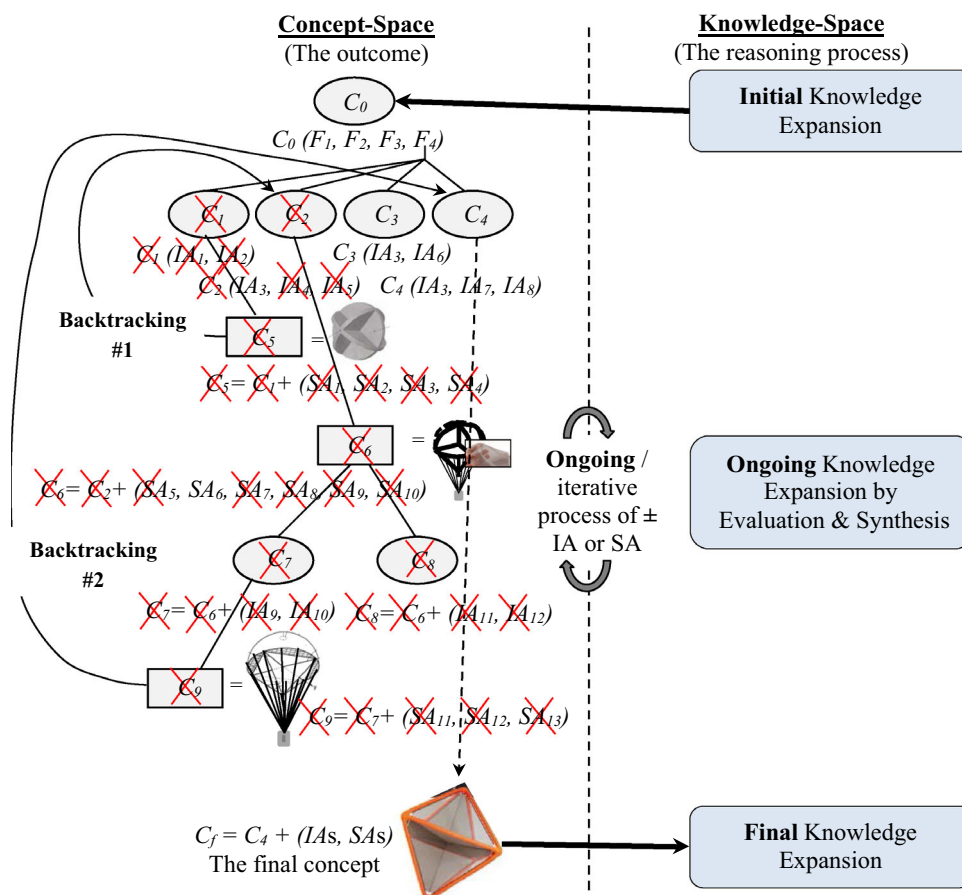 Concept-Space
(The outcome)
Knowledge-Space
(The reasoning process)
C0
Initial Knowledge
Expansion
C0 (F1, F2, F3, F4)
C1
C2
C3
C4
C1 (IA1, IA2)
C3 (IA3, IA6)
C2 (IA3, IA4, IA5)
C4 (IA3, IA7, IA8)
Backtracking
#1
C5
=
C5= C1+ (SA1, SA2, SA3, SA4)
C6
=
Ongoing /
iterative
process of ±
IA or SA
Ongoing Knowledge
Expansion by
Evaluation & Synthesis
C6= C2+ (SA5, SA6, SA7, SA8, SA9, SA10)
Backtracking
#2
C7
C8
C7= C6+ (IA9, IA10)
C8= C6+ (IA11, IA12)
C9
=
C9= C7+ (SA11, SA12, SA13)
Cf = C4 + (IAs, SAs)
The final concept
Final Knowledge
Expansion